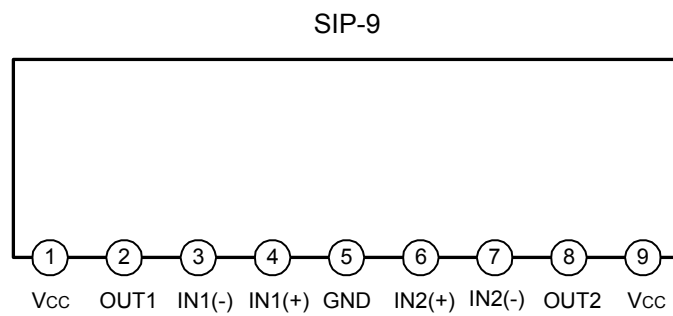 SIP-9
1 2 3 4 5 6 7 8 9
Vcc OUT1 IN1(-) IN1(+) GND IN2(+) IN2(-) OUT2 Vcc